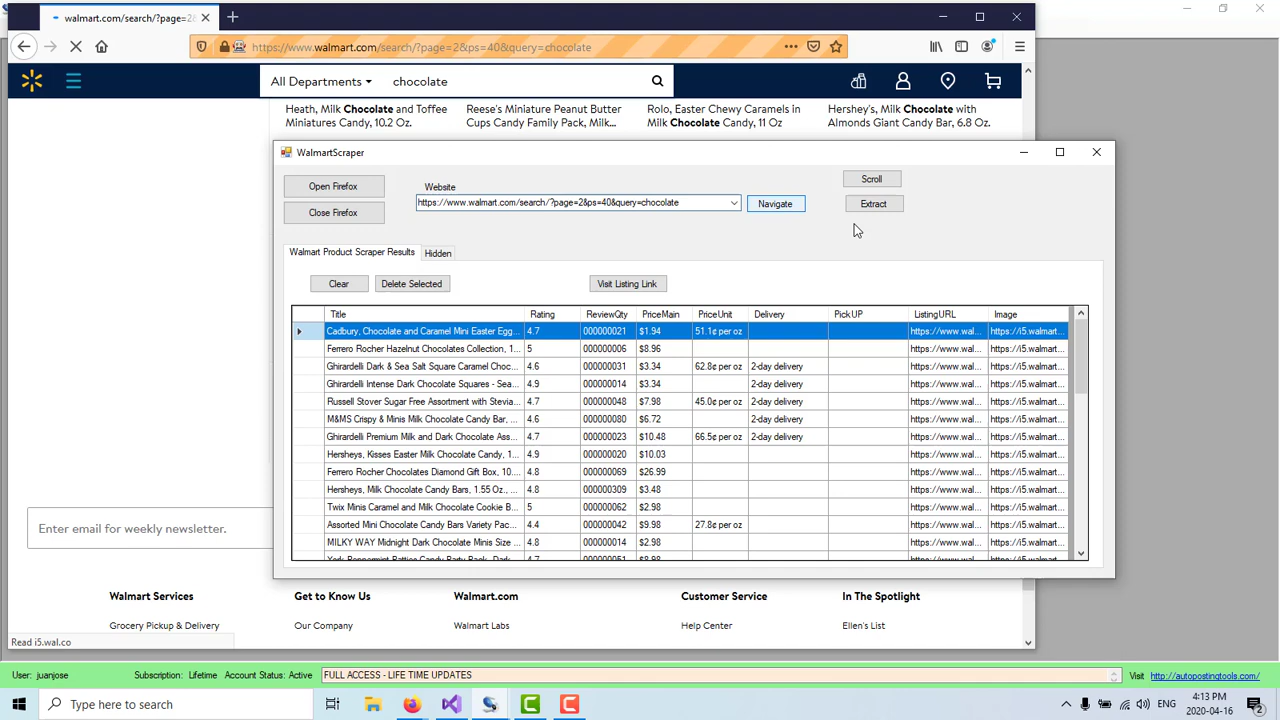 walmart.com/search/?page=2&
https://www.walmart.com/search/?page=2&ps=40&query=chocolate
All Departments
chocolate
Heath, Milk Chocolate and Toffee Miniatures Candy, 10.2 Oz.
Reese's Miniature Peanut Butter Cups Candy Family Pack, Milk...
Rolo, Easter Chewy Caramels in Milk Chocolate Candy, 11 Oz
Hershey's, Milk Chocolate with Almonds Giant Candy Bar, 6.8 Oz.
WalmartScraper
Open Firefox
Close Firefox
Website
https://www.walmart.com/search/?page=2&ps=40&query=chocolate
Navigate
Scroll
Extract
Walmart Product Scraper Results
Hidden
Clear
Delete Selected
Visit Listing Link
Title Rating ReviewQty PriceMain PriceUnit Delivery PickUP ListingURL Image
Cadbury, Chocolate and Caramel Mini Easter Egg... 4.7 000000021 $1.94 51.1¢ per oz https://www.wal... https://i5.walmart...
Ferrero Rocher Hazelnut Chocolates Collection, 1... 5 000000006 $8.96 https://www.wal... https://i5.walmart...
Ghirardelli Dark & Sea Salt Square Caramel Choc... 4.6 000000031 $3.34 62.8¢ per oz 2-day delivery https://www.wal... https://i5.walmart...
Ghirardelli Intense Dark Chocolate Squares - Sea... 4.9 000000014 $3.34 2-day delivery https://www.wal... https://i5.walmart...
Russell Stover Sugar Free Assortment with Stevia... 4.7 000000048 $7.98 45.0¢ per oz 2-day delivery https://www.wal... https://i5.walmart...
M&MS Crispy & Minis Milk Chocolate Candy Bar, ... 4.6 000000080 $6.72 2-day delivery https://www.wal... https://i5.walmart...
Ghirardelli Premium Milk and Dark Chocolate Ass... 4.7 000000023 $10.48 66.5¢ per oz 2-day delivery https://www.wal... https://i5.walmart...
Hersheys, Kisses Easter Milk Chocolate Candy, ... 4.9 000000020 $10.03 https://www.wal... https://i5.walmart...
Ferrero Rocher Chocolates Diamond Gift Box, 10... 4.8 000000069 $26.99 https://www.wal... https://i5.walmart...
Hersheys, Milk Chocolate Candy Bars, 1.55 Oz., ... 4.8 000000309 $3.48 https://www.wal... https://i5.walmart...
Twix Minis Caramel and Milk Chocolate Cookie B... 5 000000062 $2.98 https://www.wal... https://i5.walmart...
Assorted Mini Chocolate Candy Bars Variety Pac... 4.4 000000042 $9.98 27.8¢ per oz https://www.wal... https://i5.walmart...
MILKY WAY Midnight Dark Chocolate Minis Size ... 4.8 000000014 $2.98 https://www.wal... https://i5.walmart...
York Peppermint Patties Candy Party Pack, Dark... 4.7 000000051 $8.98 https://www.wal... https://i5.walmart...
Enter email for weekly newsletter.
Walmart Services
Get to Know Us
Walmart.com
Customer Service
In The Spotlight
Grocery Pickup & Delivery
Our Company
Walmart Labs
Help Center
Ellen's List
Read i5.wal.co
User: juanjose
Subscription: Lifetime
Account Status: Active
FULL ACCESS - LIFE TIME UPDATES
Visit http://autopostingtools.com/
Type here to search
ENG
4:13 PM
2020-04-16
2